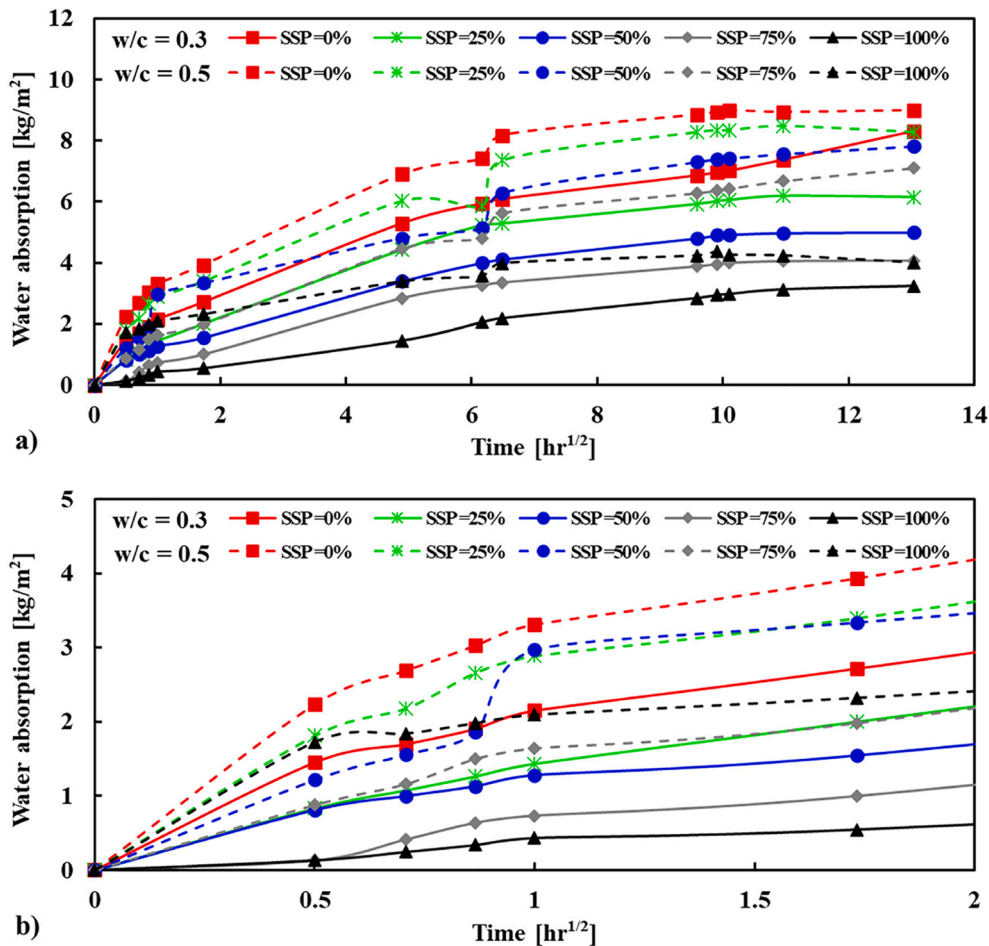 12
w/c = 0.3 SSP=0% SSP=25% SSP=50% SSP=75% SSP=100%
w/c = 0.5 SSP=0% SSP=25% SSP=50% SSP=75% SSP=100%
10
8
6
4
2
0
Water absorption [kg/m²]
0 2 4 6 8 10 12 14
a) Time [hr^1/2]
5
w/c = 0.3 SSP=0% SSP=25% SSP=50% SSP=75% SSP=100%
w/c = 0.5 SSP=0% SSP=25% SSP=50% SSP=75% SSP=100%
4
3
2
1
0
Water absorption [kg/m²]
0 0.5 1 1.5 2
b) Time [hr^1/2]